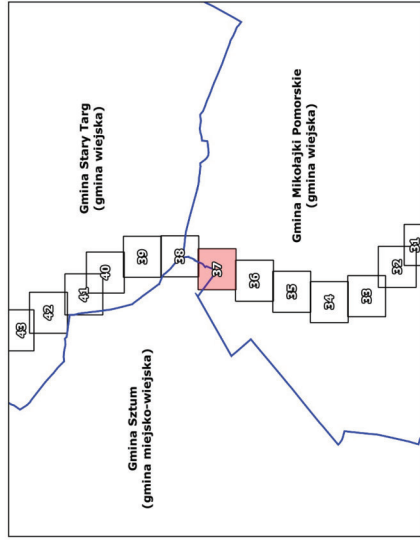 Gmina Stary Targ
(gmina wiejska)
Gmina Mikołajki Pomorskie
(gmina wiejska)
Gmina Sztum
(gmina miejsko-wiejska)
43
42
41
40
39
38
37
36
35
34
33
32
31